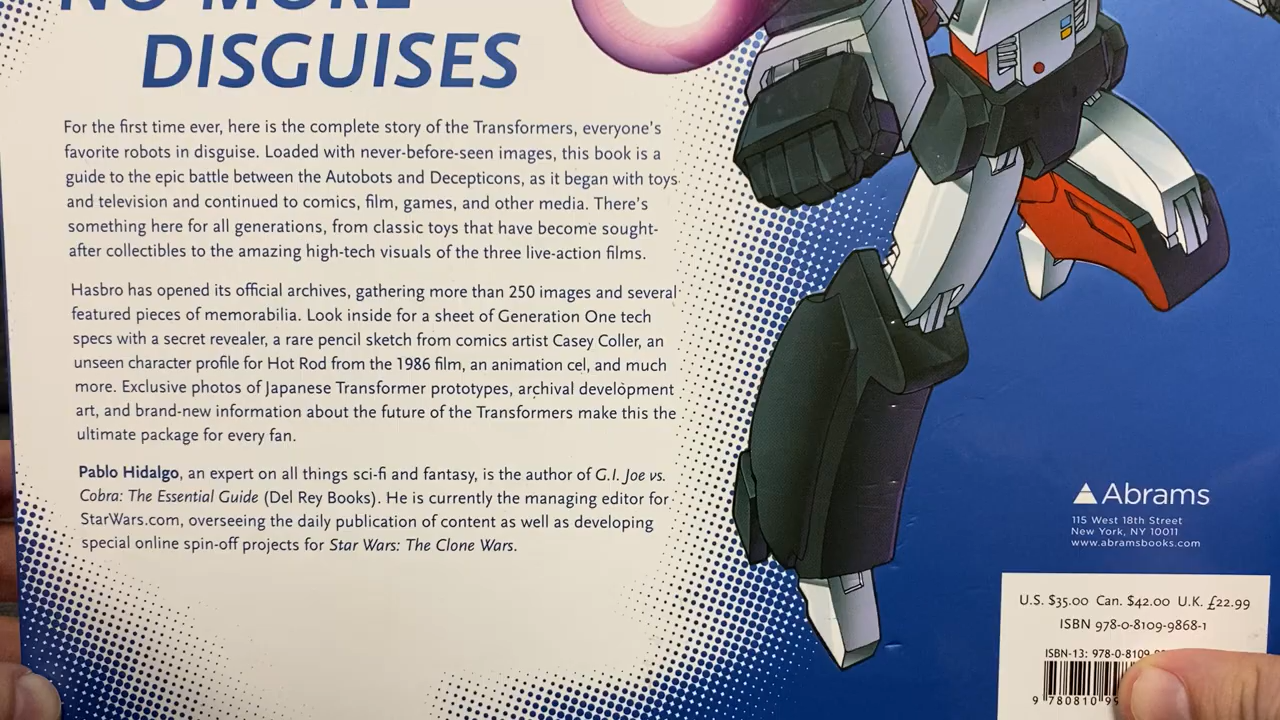 NO MORE
DISGUISES
For the first time ever, here is the complete story of the Transformers, everyone's
favorite robots in disguise. Loaded with never-before-seen images, this book is a
guide to the epic battle between the Autobots and Decepticons, as it began with toys
and television and continued to comics, film, games, and other media. There's
something here for all generations, from classic toys that have become sought-
after collectibles to the amazing high-tech visuals of the three live-action films.
Hasbro has opened its official archives, gathering more than 250 images and several
featured pieces of memorabilia. Look inside for a sheet of Generation One tech
specs with a secret revealer, a rare pencil sketch from comics artist Casey Coller, an
unseen character profile for Hot Rod from the 1986 film, an animation cel, and much
more. Exclusive photos of Japanese Transformer prototypes, archival development
art, and brand-new information about the future of the Transformers make this the
ultimate package for every fan.
Pablo Hidalgo, an expert on all things sci-fi and fantasy, is the author of G.I. Joe vs.
Cobra: The Essential Guide (Del Rey Books). He is currently the managing editor for
StarWars.com, overseeing the daily publication of content as well as developing
special online spin-off projects for Star Wars: The Clone Wars.
Abrams
115 West 18th Street
New York, NY 10011
www.abramsbooks.com
U.S. $35.00 Can. $42.00 U.K. £22.99
ISBN 978-0-8109-9868-1
ISBN-13: 978-0-8109
9 780810 99